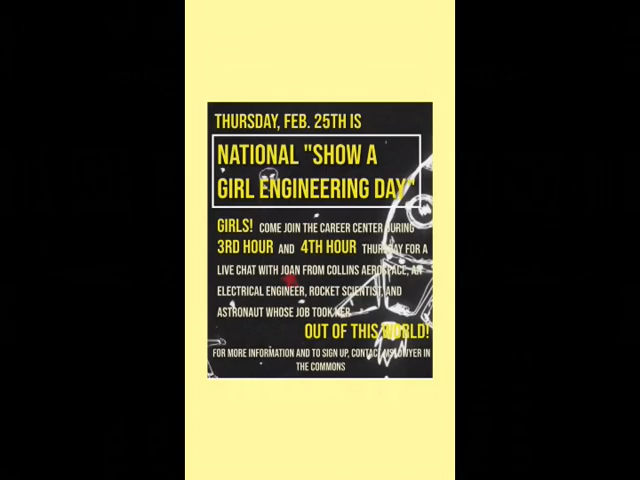 THURSDAY, FEB. 25TH IS
NATIONAL "SHOW A
GIRL ENGINEERING DAY"
GIRLS! COME JOIN THE CAREER CENTER DURING
3RD HOUR AND 4TH HOUR THURSDAY FOR A
LIVE CHAT WITH JOAN FROM COLLINS AEROSPACE, AN
ELECTRICAL ENGINEER, ROCKET SCIENTIST, AND
ASTRONAUT WHOSE JOB TOOK HER
OUT OF THIS WORLD!
FOR MORE INFORMATION AND TO SIGN UP, CONTACT MS. DWYER IN
THE COMMONS